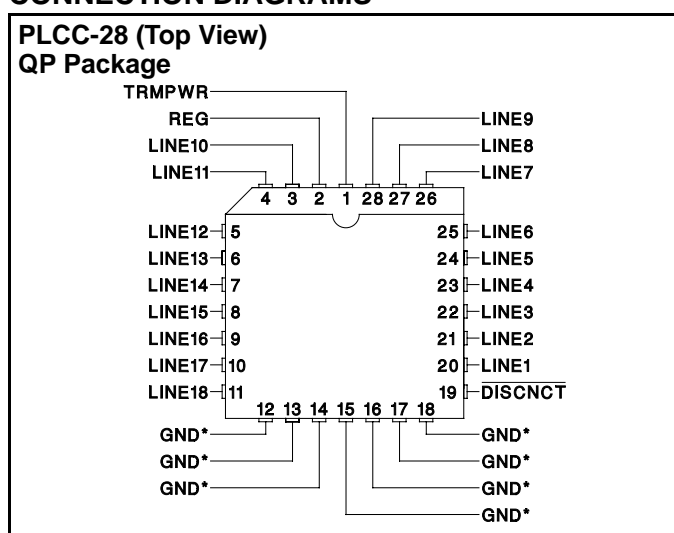 CONNECTION DIAGRAMS
PLCC-28 (Top View)
QP Package
TRMPWR
REG
LINE10
LINE11
LINE9
LINE8
LINE7
4 3 2 1 28 27 26
LINE12 5
LINE13 6
LINE14 7
LINE15 8
LINE16 9
LINE17 10
LINE18 11
25 LINE6
24 LINE5
23 LINE4
22 LINE3
21 LINE2
20 LINE1
19 DISCNCT
12 13 14 15 16 17 18
GND*
GND*
GND*
GND*
GND*
GND*
GND*